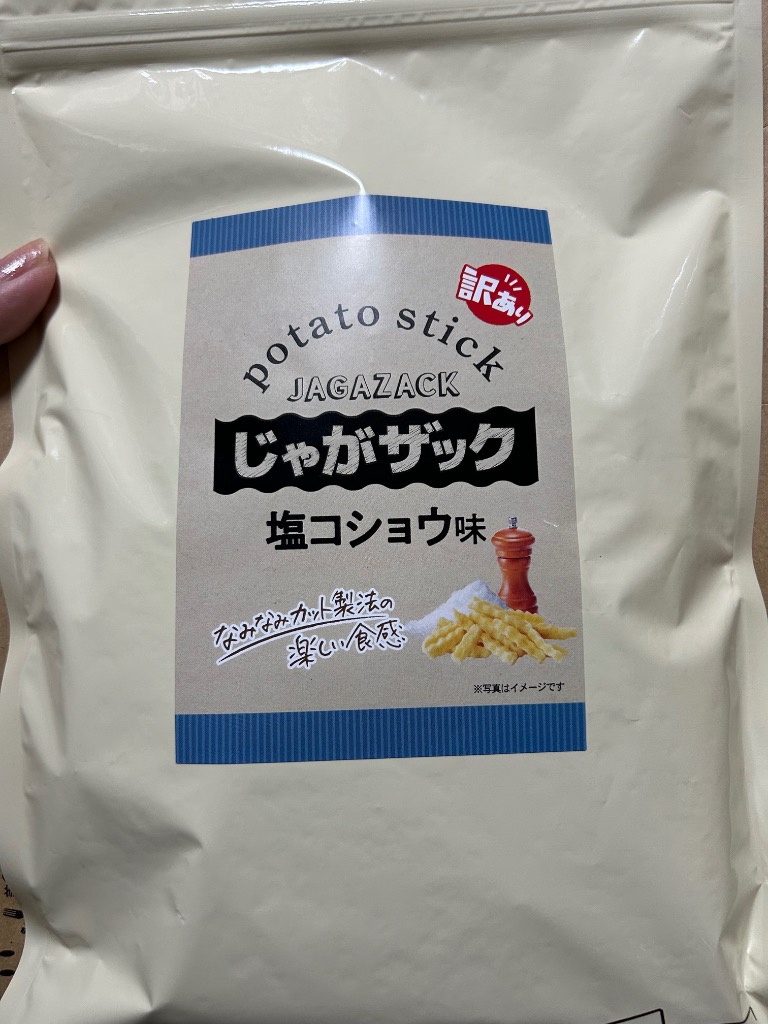 訳あり
potato stick
JAGAZACK
じゃがザック
塩コショウ味
なみなみカット製法の
楽しい食感
※写真はイメージです